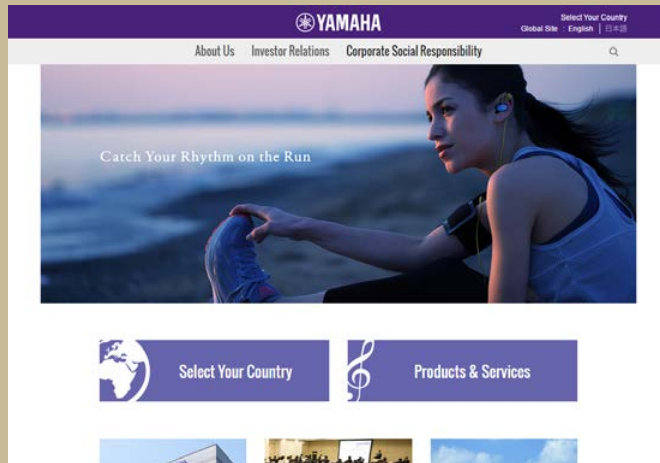 YAMAHA
Select Your Country
Global Site : English | 日本語
About Us Investor Relations Corporate Social Responsibility
Catch Your Rhythm on the Run
Select Your Country
Products & Services